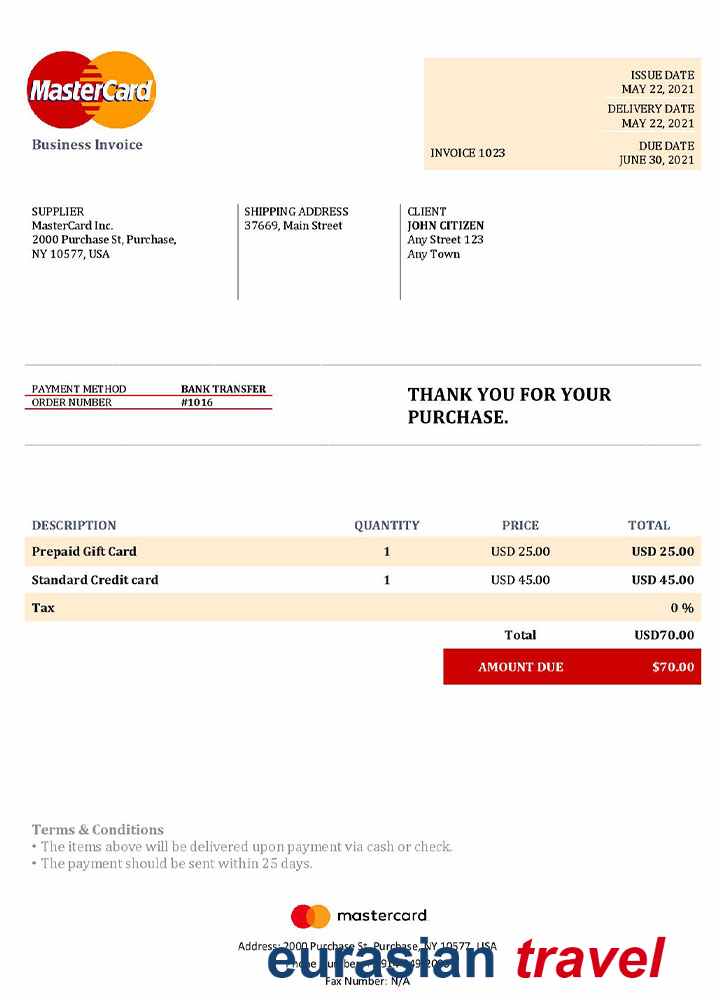 MasterCard
Business Invoice
ISSUE DATE
MAY 22, 2021
DELIVERY DATE
MAY 22, 2021
INVOICE 1023
DUE DATE
JUNE 30, 2021
SUPPLIER
MasterCard Inc.
2000 Purchase St, Purchase,
NY 10577, USA
SHIPPING ADDRESS
37669, Main Street
CLIENT
JOHN CITIZEN
Any Street 123
Any Town
PAYMENT METHOD BANK TRANSFER
ORDER NUMBER #1016
THANK YOU FOR YOUR
PURCHASE.
DESCRIPTION QUANTITY PRICE TOTAL
Prepaid Gift Card 1 USD 25.00 USD 25.00
Standard Credit card 1 USD 45.00 USD 45.00
Tax 0 %
Total USD70.00
AMOUNT DUE $70.00
Terms & Conditions
• The items above will be delivered upon payment via cash or check.
• The payment should be sent within 25 days.
mastercard
Address: 2000 Purchase St, Purchase, NY 10577, USA
eurasian travel
Fax Number: N/A